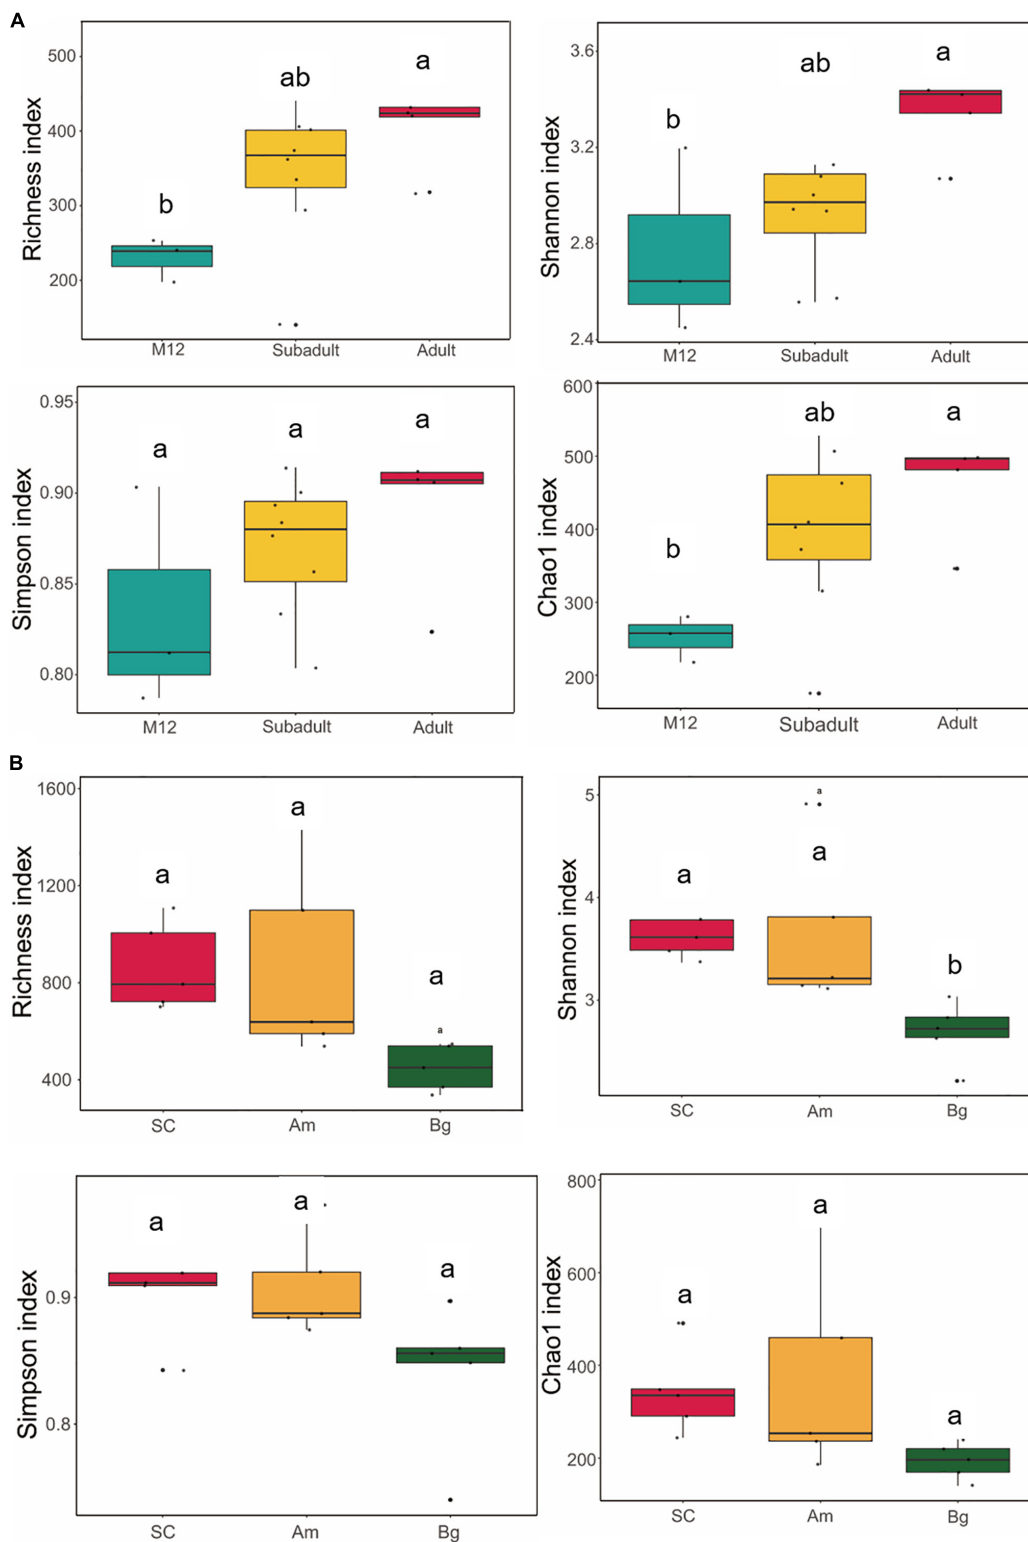 A
Richness index
500
400
300
200
b
ab
a
M12
Subadult
Adult
Shannon index
3.6
3.2
2.8
2.4
b
ab
a
M12
Subadult
Adult
Simpson index
0.95
0.90
0.85
0.80
a
a
a
M12
Subadult
Adult
Chao1 index
600
500
400
300
200
b
ab
a
M12
Subadult
Adult
B
Richness index
1600
1200
800
400
a
a
a
a
SC
Am
Bg
Shannon index
5
4
3
a
a
a
b
SC
Am
Bg
Simpson index
0.9
0.8
a
a
a
SC
Am
Bg
Chao1 index
800
600
400
200
a
a
a
SC
Am
Bg